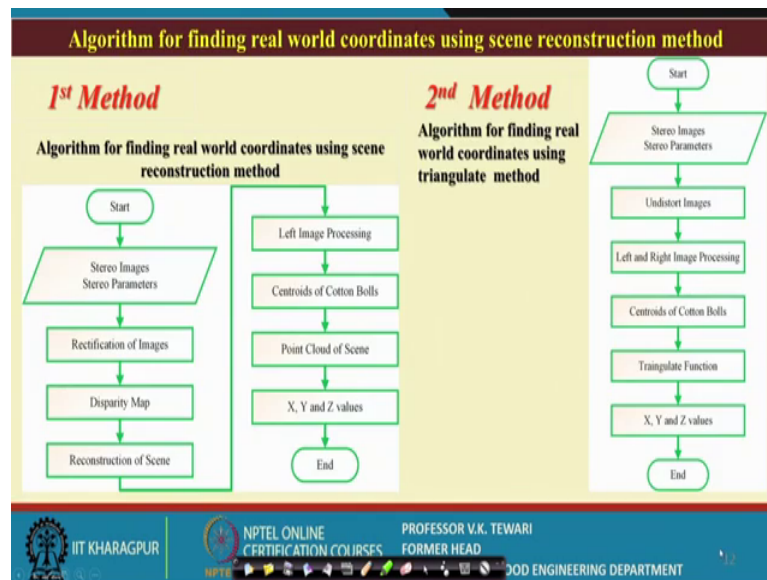 Algorithm for finding real world coordinates using scene reconstruction method
1st Method
Algorithm for finding real world coordinates using scene
reconstruction method
Start
Stereo Images
Stereo Parameters
Rectification of Images
Disparity Map
Reconstruction of Scene
Left Image Processing
Centroids of Cotton Bolls
Point Cloud of Scene
X, Y and Z values
End
2nd Method
Algorithm for finding real
world coordinates using
triangulate method
Start
Stereo Images
Stereo Parameters
Undistort Images
Left and Right Image Processing
Centroids of Cotton Bolls
Traingulate Function
X, Y and Z values
End
IIT KHARAGPUR
NPTEL ONLINE
CERTIFICATION COURSES
PROFESSOR V.K. TEWARI
FORMER HEAD
OOD ENGINEERING DEPARTMENT
12